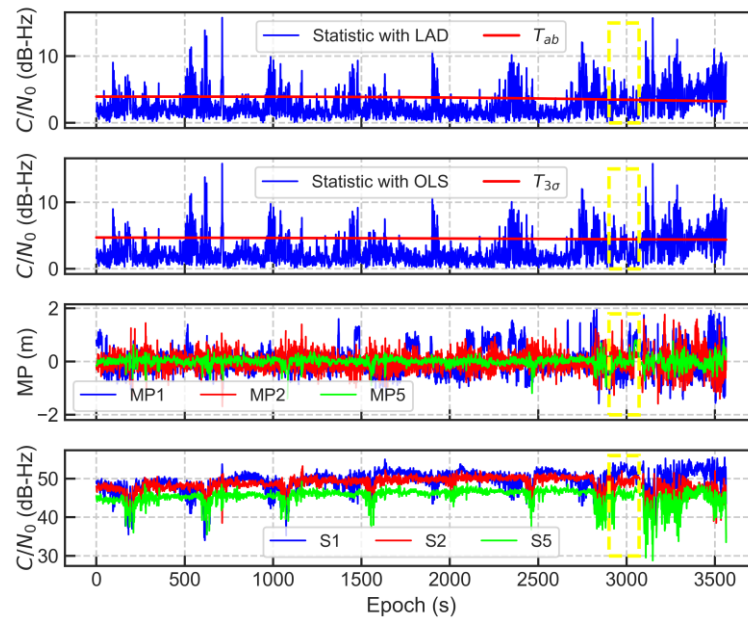 C/N₀ (dB-Hz)
10
0
Statistic with LAD
T_ab
C/N₀ (dB-Hz)
10
0
Statistic with OLS
T_3σ
MP (m)
2
0
−2
MP1 MP2 MP5
C/N₀ (dB-Hz)
50
40
30
S1 S2 S5
0 500 1000 1500 2000 2500 3000 3500
Epoch (s)